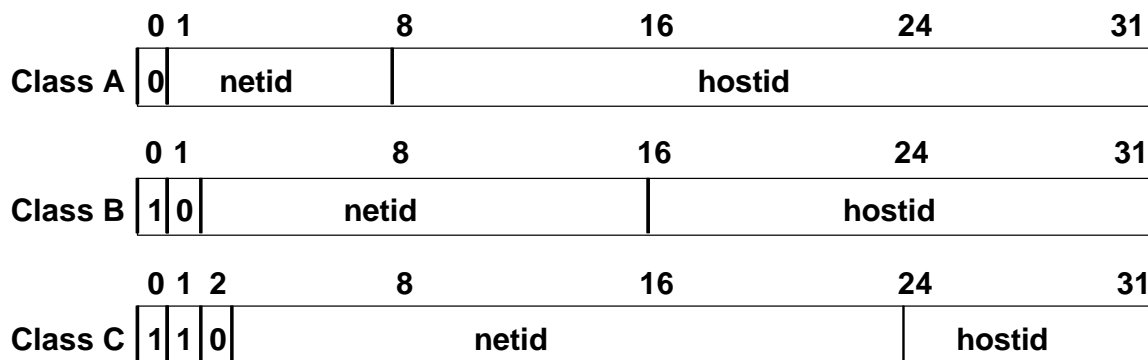 0 1 8 16 24 31
Class A 0 netid hostid
0 1 8 16 24 31
Class B 1 0 netid hostid
0 1 2 8 16 24 31
Class C 1 1 0 netid hostid